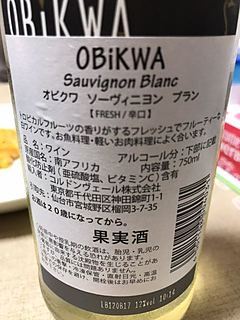 OBiKWA
OBiKWA
Sauvignon Blanc
オビクワ ソーヴィニヨン ブラン
【FRESH / 辛口】
トロピカルフルーツの香りがするフレッシュでフルーティーな
白ワインです。お魚料理・軽いお肉料理によく合います。
品名：ワイン アルコール分：下部に記載
原産国：南アフリカ 内容量：750ml
酸化防止剤（亜硫酸塩、ビタミンC）含有
輸入者：コルドンヴェール株式会社
東京都千代田区神田錦町1-1
引取先：仙台市宮城野区榴岡3-7-35
お酒は20歳になってから。
果実酒
12%vol 10:14